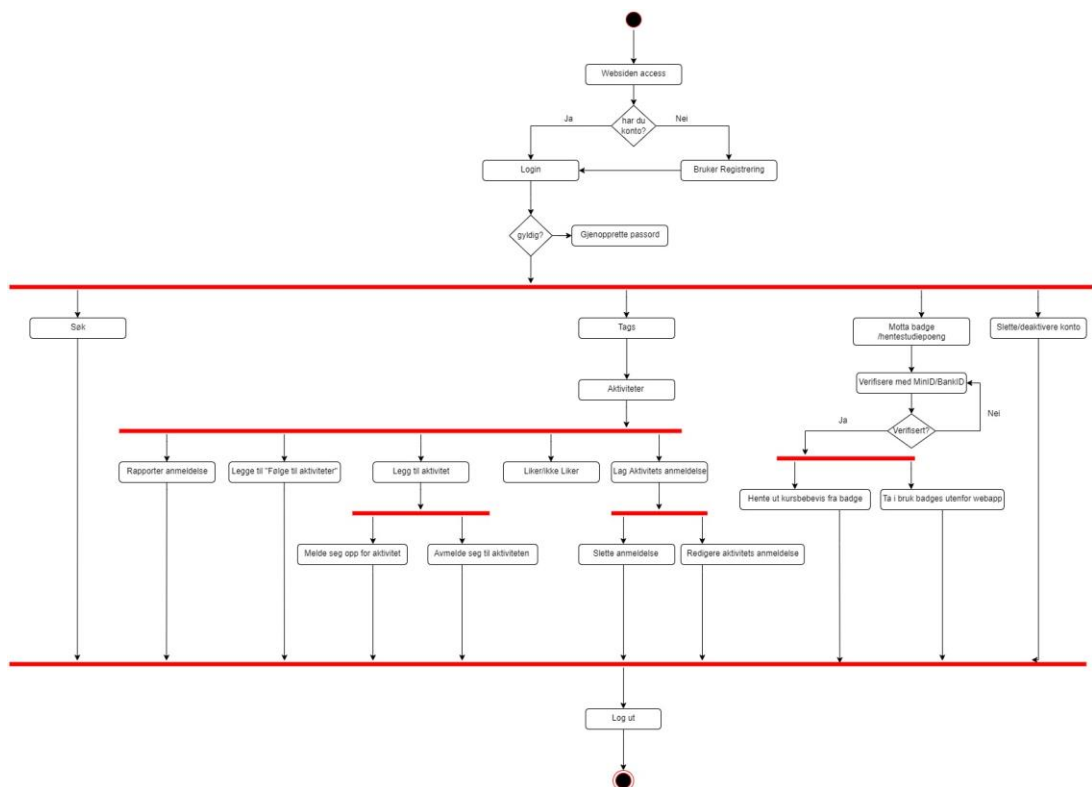 Websiden access
har du
konto?
Ja
Nei
Login
Bruker Registrering
gyldig?
Gjenopprette passord
Søk
Tags
Motta badge
/hentestudiepoeng
Slette/deaktivere konto
Aktiviteter
Verifisere med MinID/BankID
Ja
Verifisert?
Nei
Rapporter anmeldelse
Legge til "Følge til aktiviteter"
Legg til aktivitet
Liker/ikke Liker
Lag Aktivitets anmeldelse
Hente ut kursbebevis fra badge
Ta i bruk badges utenfor webapp
Melde seg opp for aktivitet
Avmelde seg til aktiviteten
Slette anmeldelse
Redigere aktivitets anmeldelse
Log ut